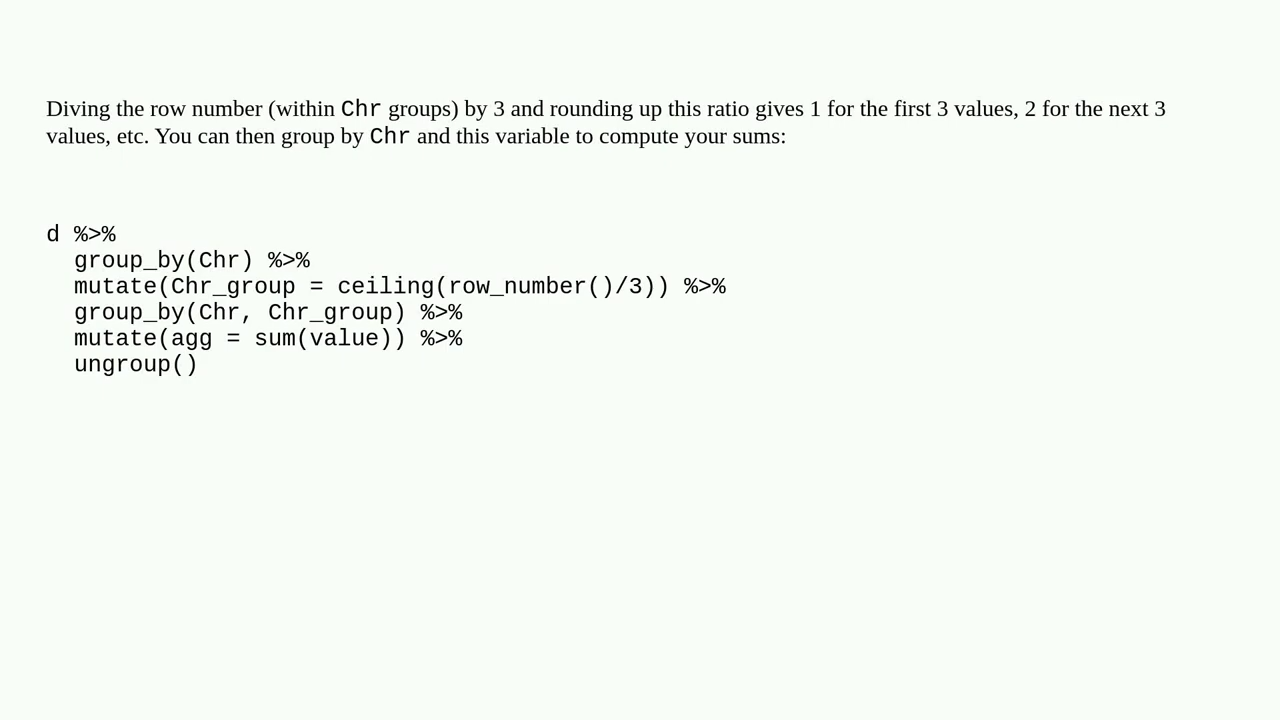 Diving the row number (within Chr groups) by 3 and rounding up this ratio gives 1 for the first 3 values, 2 for the next 3
values, etc. You can then group by Chr and this variable to compute your sums:
d %>%
  group_by(Chr) %>%
  mutate(Chr_group = ceiling(row_number()/3)) %>%
  group_by(Chr, Chr_group) %>%
  mutate(agg = sum(value)) %>%
  ungroup()